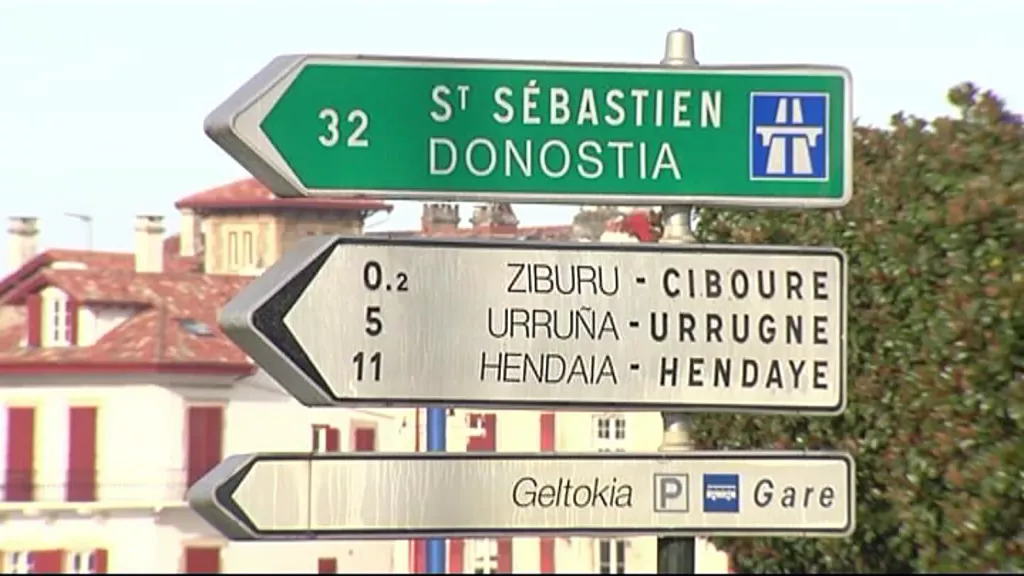 32 Sᵀ SÉBASTIEN
DONOSTIA
0.2 ZIBURU - CIBOURE
5 URRUÑA - URRUGNE
11 HENDAIA - HENDAYE
Geltokia P Gare